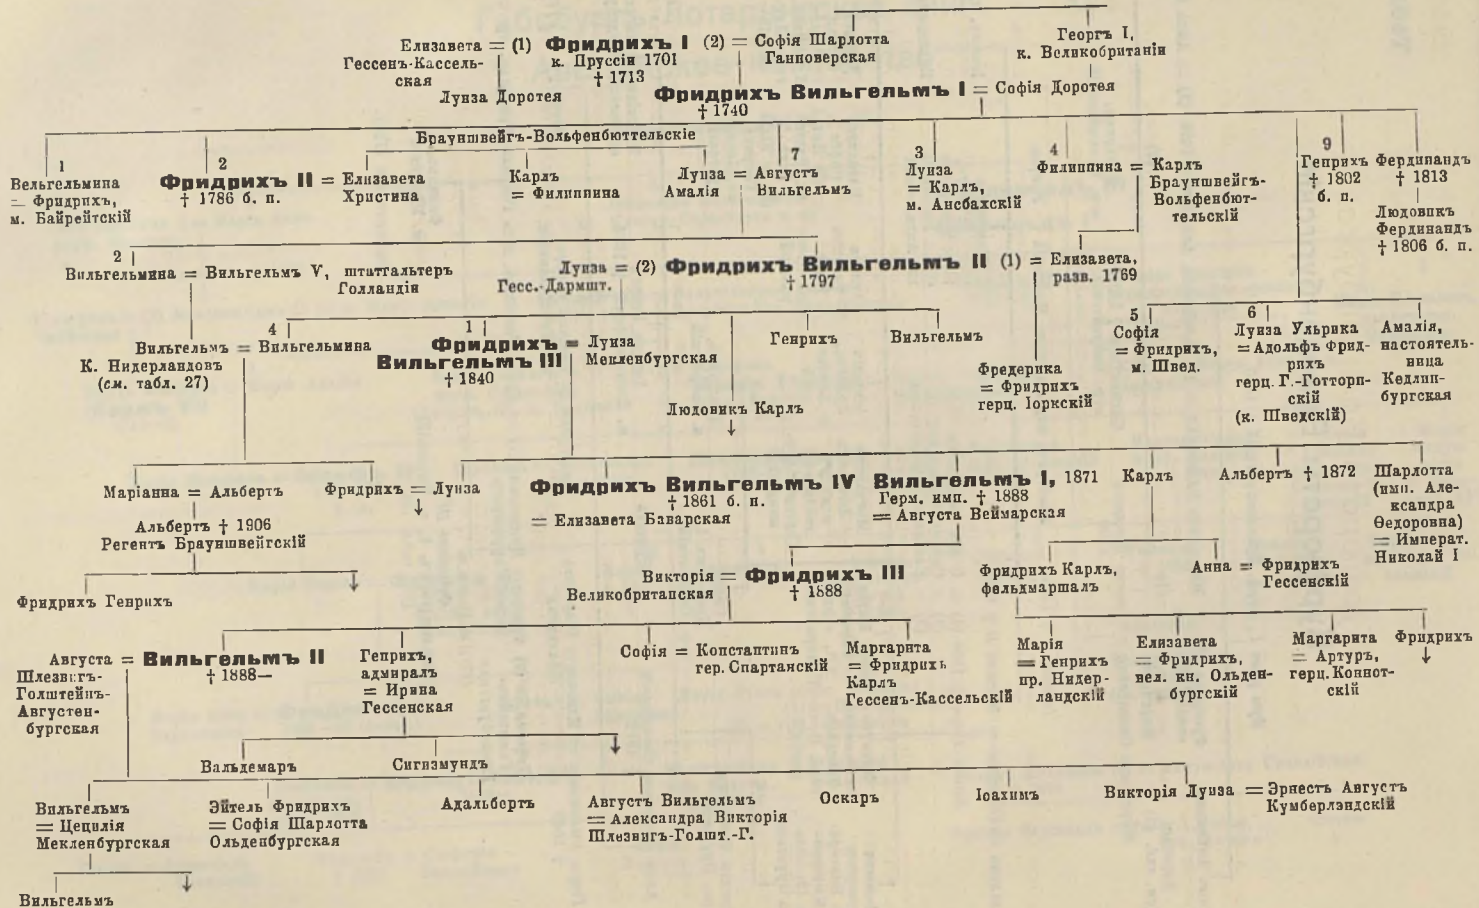 Елизавета = (1) Фридрихъ I (2) = Софія Шарлотта
Гессенъ-Кассель-
ская
к. Пруссіи 1701
† 1713
Ганноверская
Георгъ I,
к. Великобританіи
Луиза Доротея
Фридрихъ Вильгельмъ I = Софія Доротея
† 1740
Брауншвейгъ-Вольфенбюттельскіе
1
Вельгельмина
= Фридрихъ,
м. Байрейтскій
2
Фридрихъ II = Елизавета
† 1786 б. п.
Христина
Карлъ
= Филиппина
7
Луиза = Августъ
Амалія
Вильгельмъ
3
Луиза
= Карлъ,
м. Ансбахскій
4
Филиппина = Карлъ
Брауншвейгъ-
Вольфенбют-
тельскій
9
Генрихъ
† 1802
б. п.
Фердинандъ
† 1813
Людовикъ
Фердинандъ
† 1806 б. п.
2
Вильгельмина = Вильгельмъ V, штатгальтеръ
Голландіи
Луиза = (2) Фридрихъ Вильгельмъ II (1) = Елизавета,
Гесс.-Дармшт.
† 1797
разв. 1769
4
Вильгельмъ = Вильгельмина
К. Нидерландовъ
(см. табл. 27)
1
Фридрихъ = Луиза
Вильгельмъ III
Мекленбургская
† 1840
Генрихъ
Вильгельмъ
Людовикъ Карлъ
Фредерика
= Фридрихъ
герц. Іоркскій
5
Софія
= Фридрихъ,
м. Швед.
6
Луиза Ульрика
= Адольфъ Фрид-
рихъ
герц. Г.-Готторп-
скій
(к. Шведскій)
Амалія,
настоятель-
ница
Кедлин-
бургская
Маріанна = Альбертъ
Фридрихъ = Луиза
Фридрихъ Вильгельмъ IV
† 1861 б. п.
= Елизавета Баварская
Вильгельмъ I, 1871
Герм. имп. † 1888
= Августа Веймарская
Карлъ
Альбертъ † 1872
Шарлотта
(имп. Але-
ксандра
Ѳедоровна)
= Императ.
Николай I
Альбертъ † 1906
Регентъ Брауншвейгскій
Фридрихъ Генрихъ
Викторія = Фридрихъ III
Великобританская
† 1888
Фридрихъ Карлъ,
фельдмаршалъ
Анна = Фридрихъ
Гессенскій
Августа = Вильгельмъ II
Шлезвигъ-
Голштейнъ-
Августен-
бургская
† 1888—
Генрихъ,
адмиралъ
= Ирина
Гессенская
Софія = Константинъ
гер. Спартанскій
Маргарита
= Фридрихъ
Карлъ
Гессенъ-Кассельскій
Марія
= Генрихъ
пр. Нидер-
ландскій
Елизавета
= Фридрихъ,
вел. кн. Ольден-
бургскій
Маргарита
= Артуръ,
герц. Коннот-
скій
Фридрихъ
Вальдемаръ
Сигизмундъ
Вильгельмъ
= Цецилія
Мекленбургская
Эйтель Фридрихъ
= Софія Шарлотта
Ольденбургская
Адальбертъ
Августъ Вильгельмъ
= Александра Викторія
Шлезвигъ-Голшт.-Г.
Оскаръ
Іоахимъ
Викторія Луиза = Эрнестъ Августъ
Кумберлэндскій
Вильгельмъ